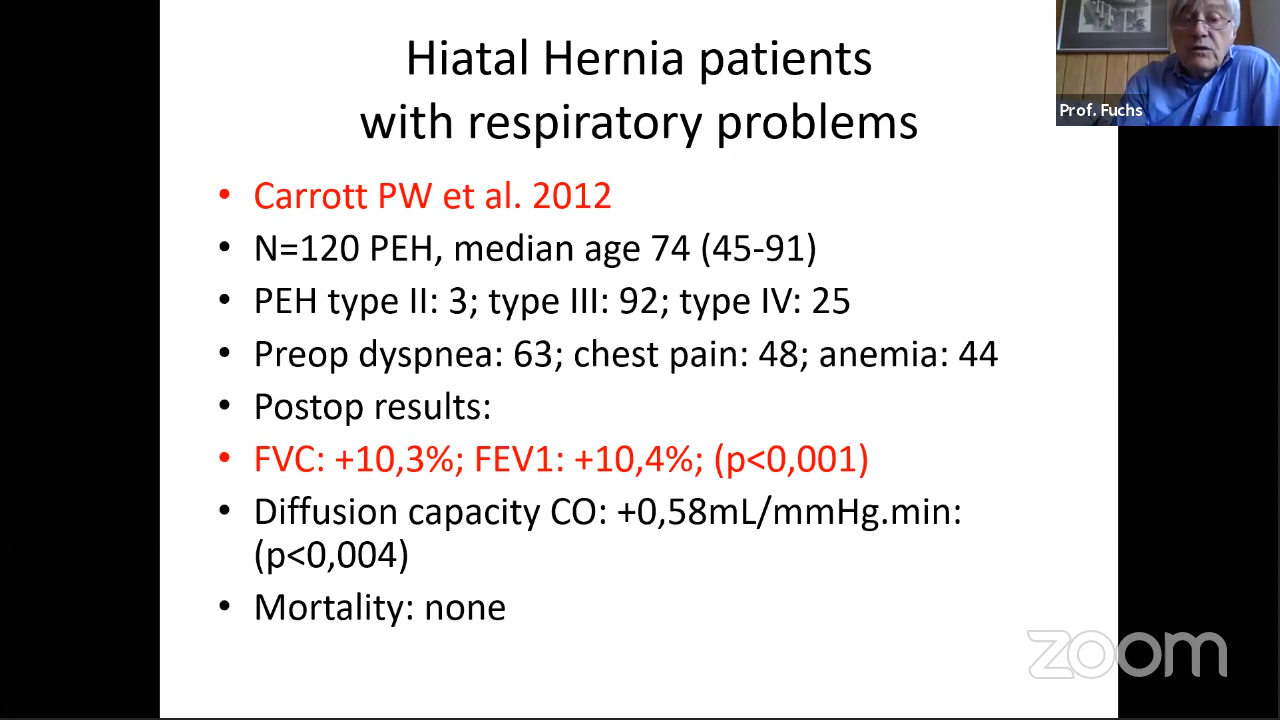 Hiatal Hernia patients
with respiratory problems
Prof. Fuchs
• Carrott PW et al. 2012
• N=120 PEH, median age 74 (45-91)
• PEH type II: 3; type III: 92; type IV: 25
• Preop dyspnea: 63; chest pain: 48; anemia: 44
• Postop results:
• FVC: +10,3%; FEV1: +10,4%; (p<0,001)
• Diffusion capacity CO: +0,58mL/mmHg.min:
(p<0,004)
• Mortality: none
zoom